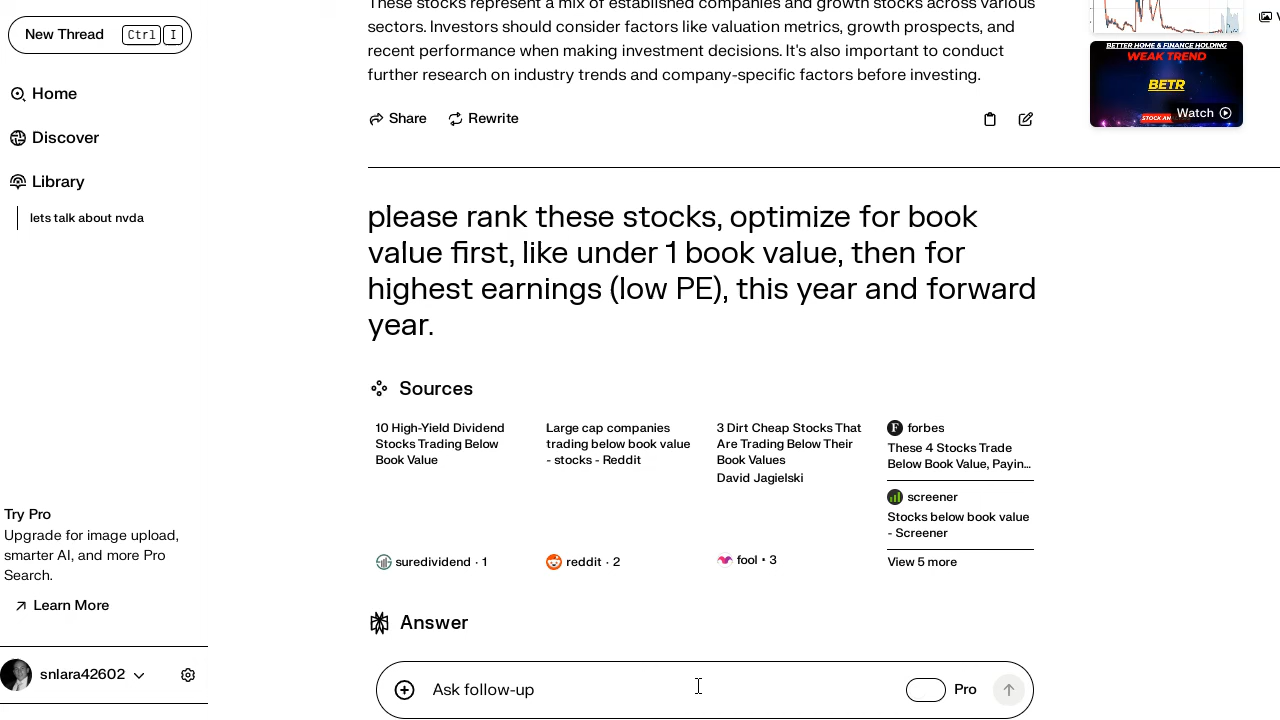 New Thread
Ctrl I
Home
Discover
Library
lets talk about nvda
Try Pro
Upgrade for image upload,
smarter AI, and more Pro
Search.
Learn More
snlara42602
These stocks represent a mix of established companies and growth stocks across various
sectors. Investors should consider factors like valuation metrics, growth prospects, and
recent performance when making investment decisions. It's also important to conduct
further research on industry trends and company-specific factors before investing.
Share
Rewrite
please rank these stocks, optimize for book
value first, like under 1 book value, then for
highest earnings (low PE), this year and forward
year.
Sources
10 High-Yield Dividend
Stocks Trading Below
Book Value
suredividend · 1
Large cap companies
trading below book value
- stocks - Reddit
reddit · 2
3 Dirt Cheap Stocks That
Are Trading Below Their
Book Values
David Jagielski
fool · 3
forbes
These 4 Stocks Trade
Below Book Value, Payin…
screener
Stocks below book value
- Screener
View 5 more
Answer
Ask follow-up
Pro
BETTER HOME & FINANCE HOLDING
WEAK TREND
BETR
STOCK AN
Watch